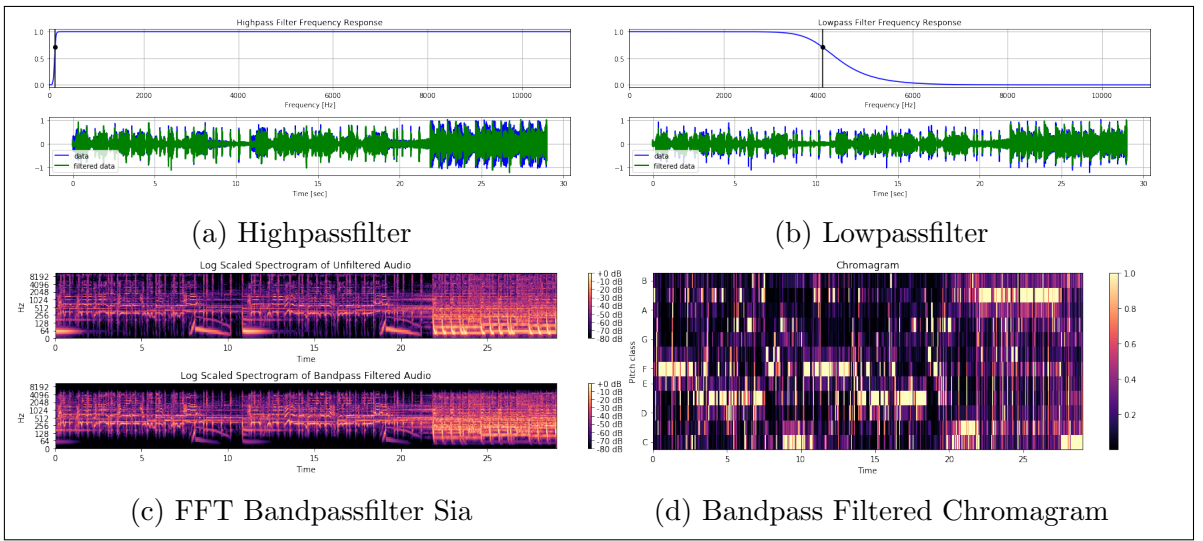 Highpass Filter Frequency Response
1.0
0.5
0.0
0 2000 4000 6000 8000 10000
Frequency [Hz]
1
0
−1
data
filtered data
0 5 10 15 20 25 30
Time [sec]
(a) Highpassfilter
Lowpass Filter Frequency Response
1.0
0.5
0.0
0 2000 4000 6000 8000 10000
Frequency [Hz]
1
0
−1
data
filtered data
0 5 10 15 20 25 30
Time [sec]
(b) Lowpassfilter
Log Scaled Spectrogram of Unfiltered Audio
8192
4096
2048
1024
512
256
128
64
0
Hz
0 5 10 15 20 25
Time
+0 dB
-10 dB
-20 dB
-30 dB
-40 dB
-50 dB
-60 dB
-70 dB
-80 dB
Log Scaled Spectrogram of Bandpass Filtered Audio
8192
4096
2048
1024
512
256
128
64
0
Hz
0 5 10 15 20 25
Time
+0 dB
-10 dB
-20 dB
-30 dB
-40 dB
-50 dB
-60 dB
-70 dB
-80 dB
(c) FFT Bandpassfilter Sia
Chromagram
B
A
G
F
E
D
C
Pitch class
0 5 10 15 20 25
Time
1.0
0.8
0.6
0.4
0.2
(d) Bandpass Filtered Chromagram